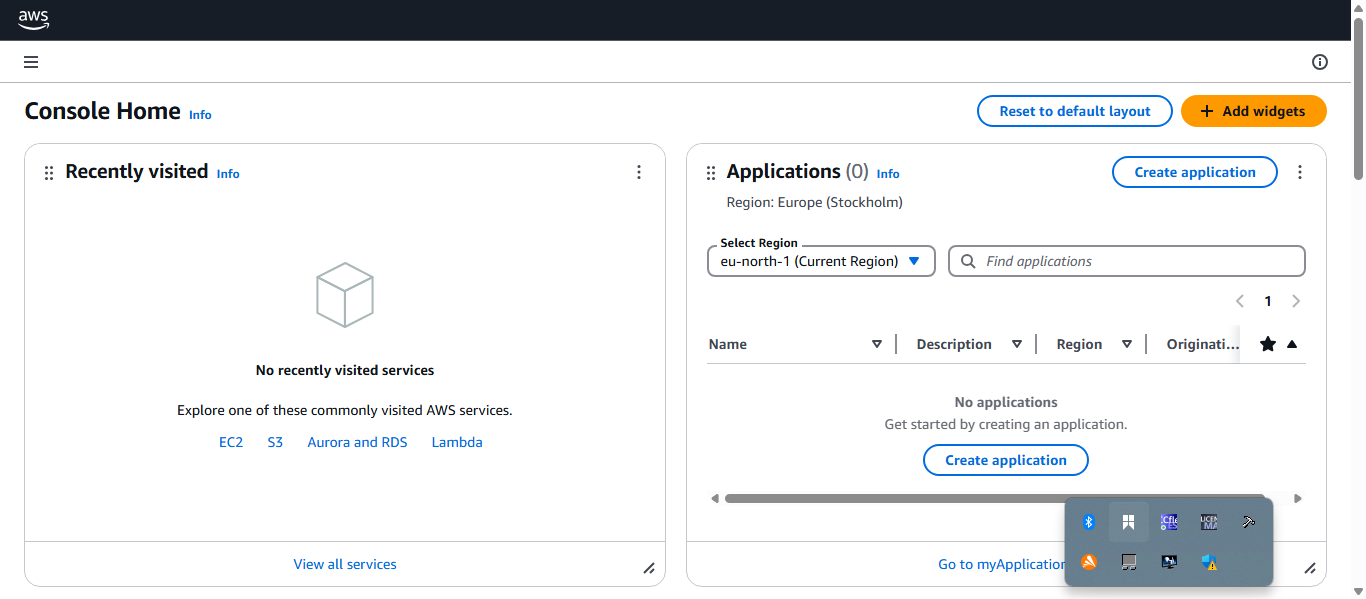 aws
Console Home Info
Reset to default layout
Add widgets
Recently visited Info
No recently visited services
Explore one of these commonly visited AWS services.
EC2 S3 Aurora and RDS Lambda
View all services
Applications (0) Info
Create application
Region: Europe (Stockholm)
Select Region
eu-north-1 (Current Region)
Find applications
1
Name Description Region Originati...
No applications
Get started by creating an application.
Create application
Go to myApplication